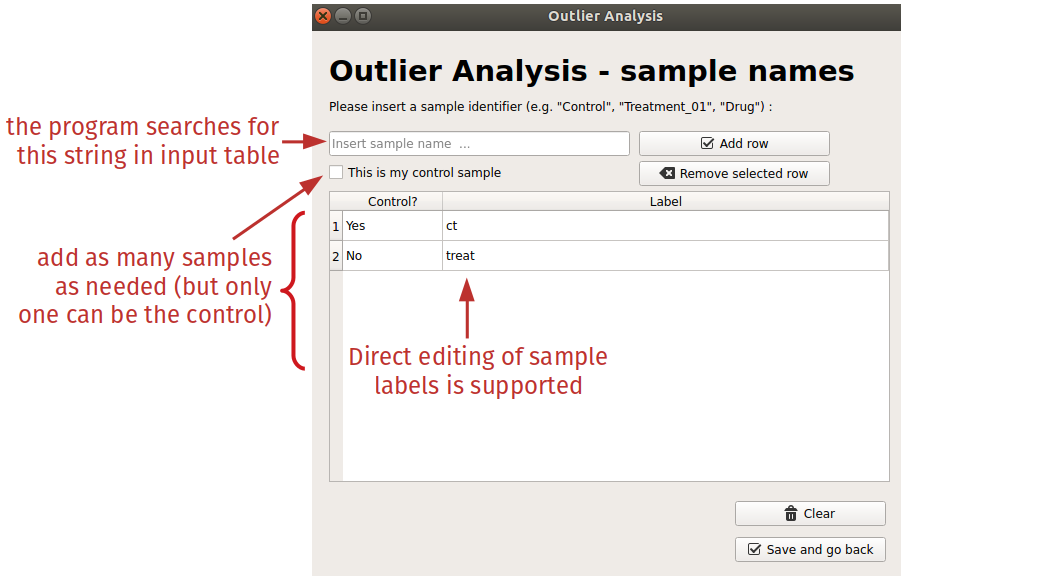 Outlier Analysis
Outlier Analysis - sample names
Please insert a sample identifier (e.g. "Control", "Treatment_01", "Drug") :
the program searches for
this string in input table
Insert sample name ...
Add row
This is my control sample
Remove selected row
Control? Label
1 Yes ct
2 No treat
add as many samples
as needed (but only
one can be the control)
Direct editing of sample
labels is supported
Clear
Save and go back